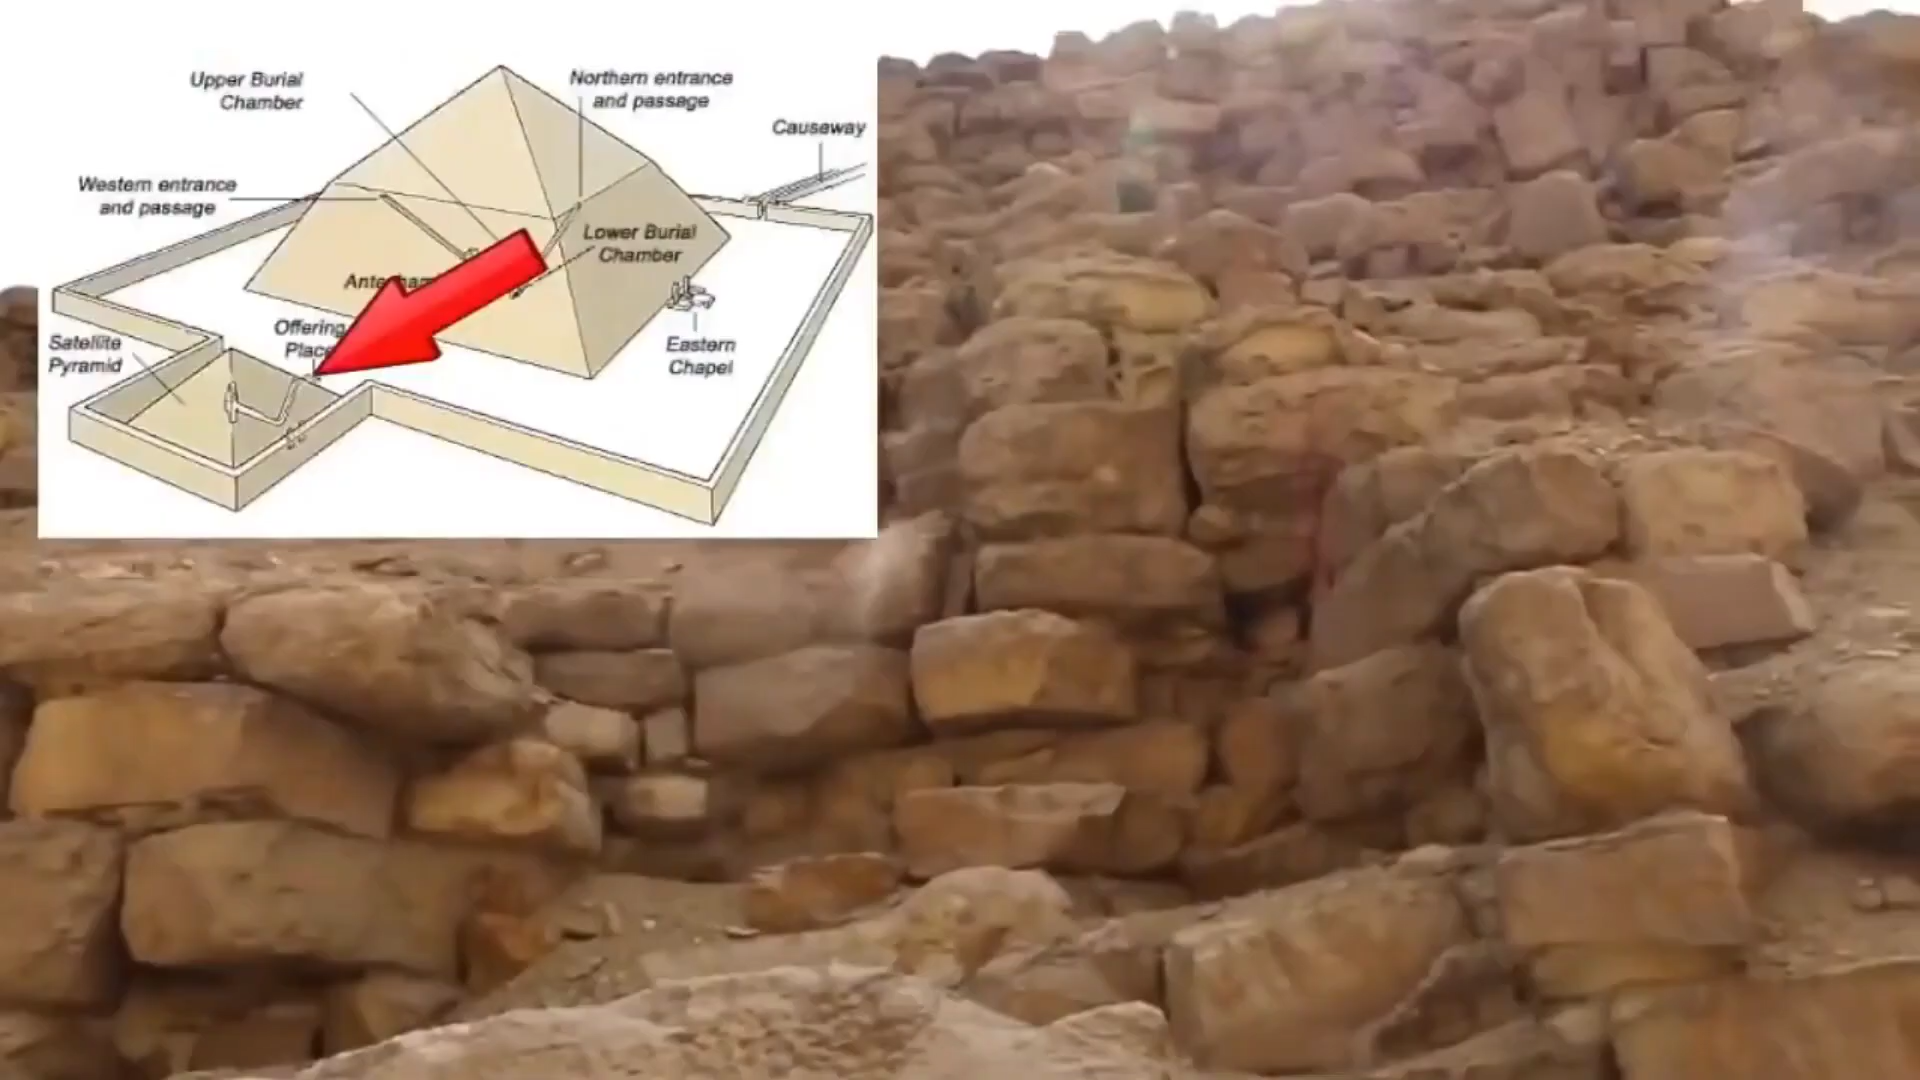 Upper Burial
Chamber
Northern entrance
and passage
Causeway
Western entrance
and passage
Lower Burial
Chamber
Offering
Satellite
Pyramid
Eastern
Chapel